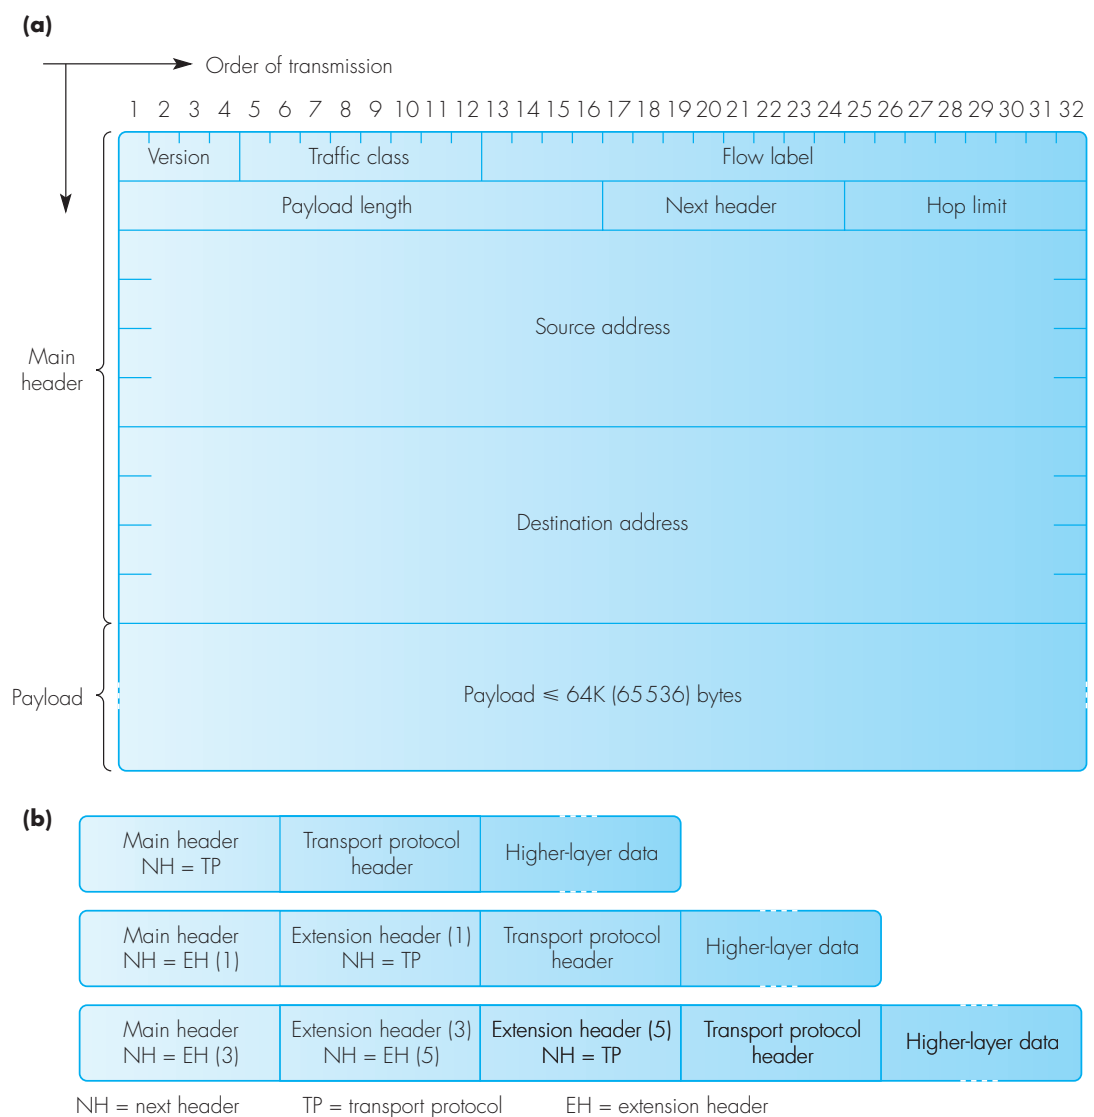 (a)
Order of transmission
1 2 3 4 5 6 7 8 9 10 11 12 13 14 15 16 17 18 19 20 21 22 23 24 25 26 27 28 29 30 31 32
Version Traffic class Flow label
Payload length Next header Hop limit
Source address
Main
header
Destination address
Payload
Payload ⩽ 64K (65 536) bytes
(b)
Main header
NH = TP
Transport protocol
header
Higher-layer data
Main header
NH = EH (1)
Extension header (1)
NH = TP
Transport protocol
header
Higher-layer data
Main header
NH = EH (3)
Extension header (3)
NH = EH (5)
Extension header (5)
NH = TP
Transport protocol
header
Higher-layer data
NH = next header TP = transport protocol EH = extension header